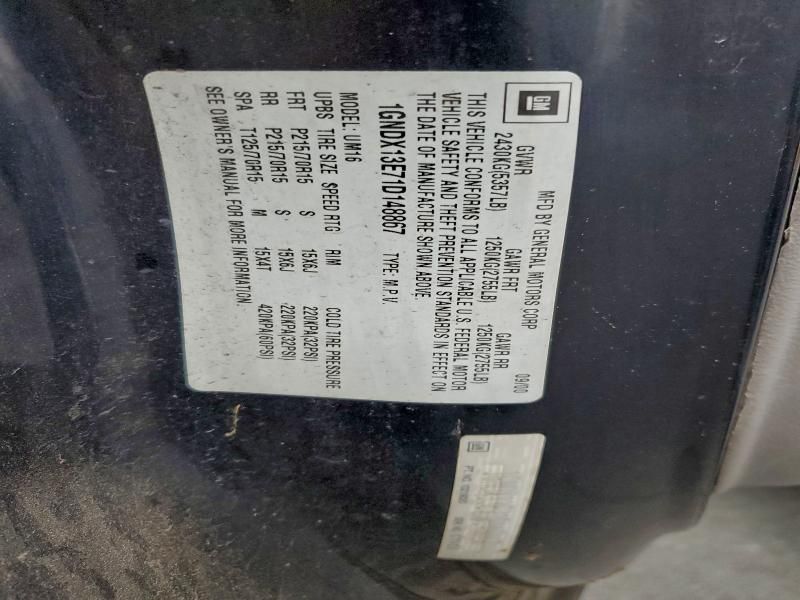 GM
MFD BY GENERAL MOTORS CORP 09/00
GVWR GAWR FRT GAWR RR
2430KG(5357LB) 1250KG(2755LB) 1250KG(2755LB)
THIS VEHICLE CONFORMS TO ALL APPLICABLE U.S. FEDERAL MOTOR
VEHICLE SAFETY AND THEFT PREVENTION STANDARDS IN EFFECT ON
THE DATE OF MANUFACTURE SHOWN ABOVE.
1GNDX13E71D148867 TYPE: M.P.V.
MODEL: UM16
UPBS TIRE SIZE SPEED RTG RIM COLD TIRE PRESSURE
FRT P215/70R15 S 15X6J 220KPA(32PSI)
RR P215/70R15 S 15X6J 220KPA(32PSI)
SPA T125/70R15 M 15X4T 420KPA(60PSI)
SEE OWNER'S MANUAL FOR MORE INFORMATION.
GM